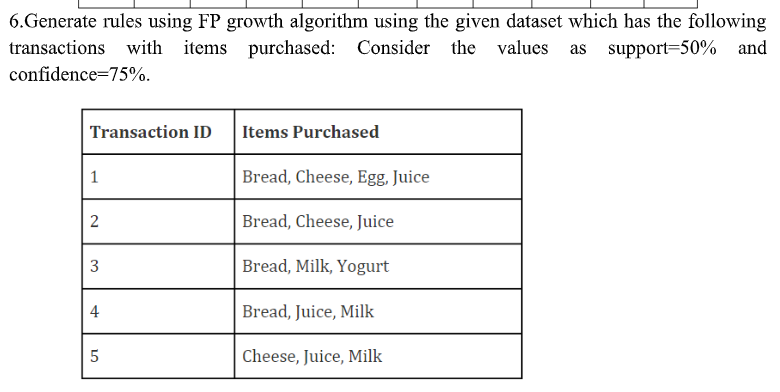 6.Generate rules using FP growth algorithm using the given dataset which has the following
transactions with items purchased: Consider the values as support=50% and
confidence=75%.
Transaction ID Items Purchased
1 Bread, Cheese, Egg, Juice
2 Bread, Cheese, Juice
3 Bread, Milk, Yogurt
4 Bread, Juice, Milk
5 Cheese, Juice, Milk